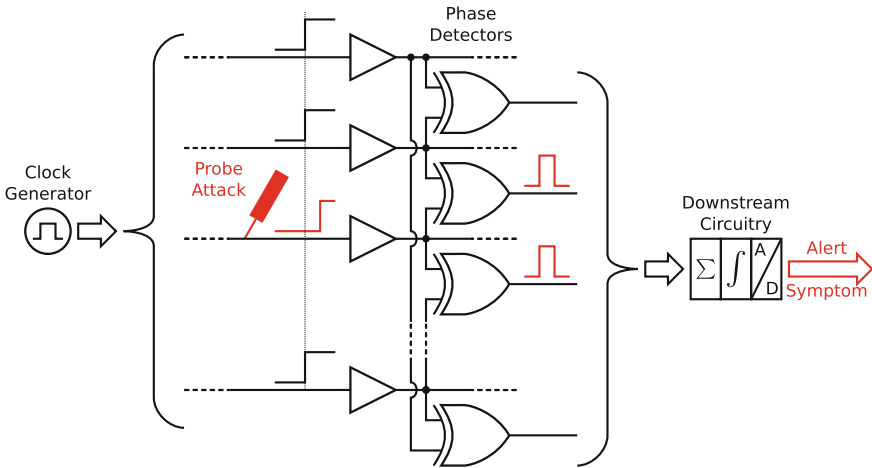 Phase
Detectors
Clock
Generator
Probe
Attack
Downstream
Circuitry
Σ ∫ A
D
Alert
Symptom